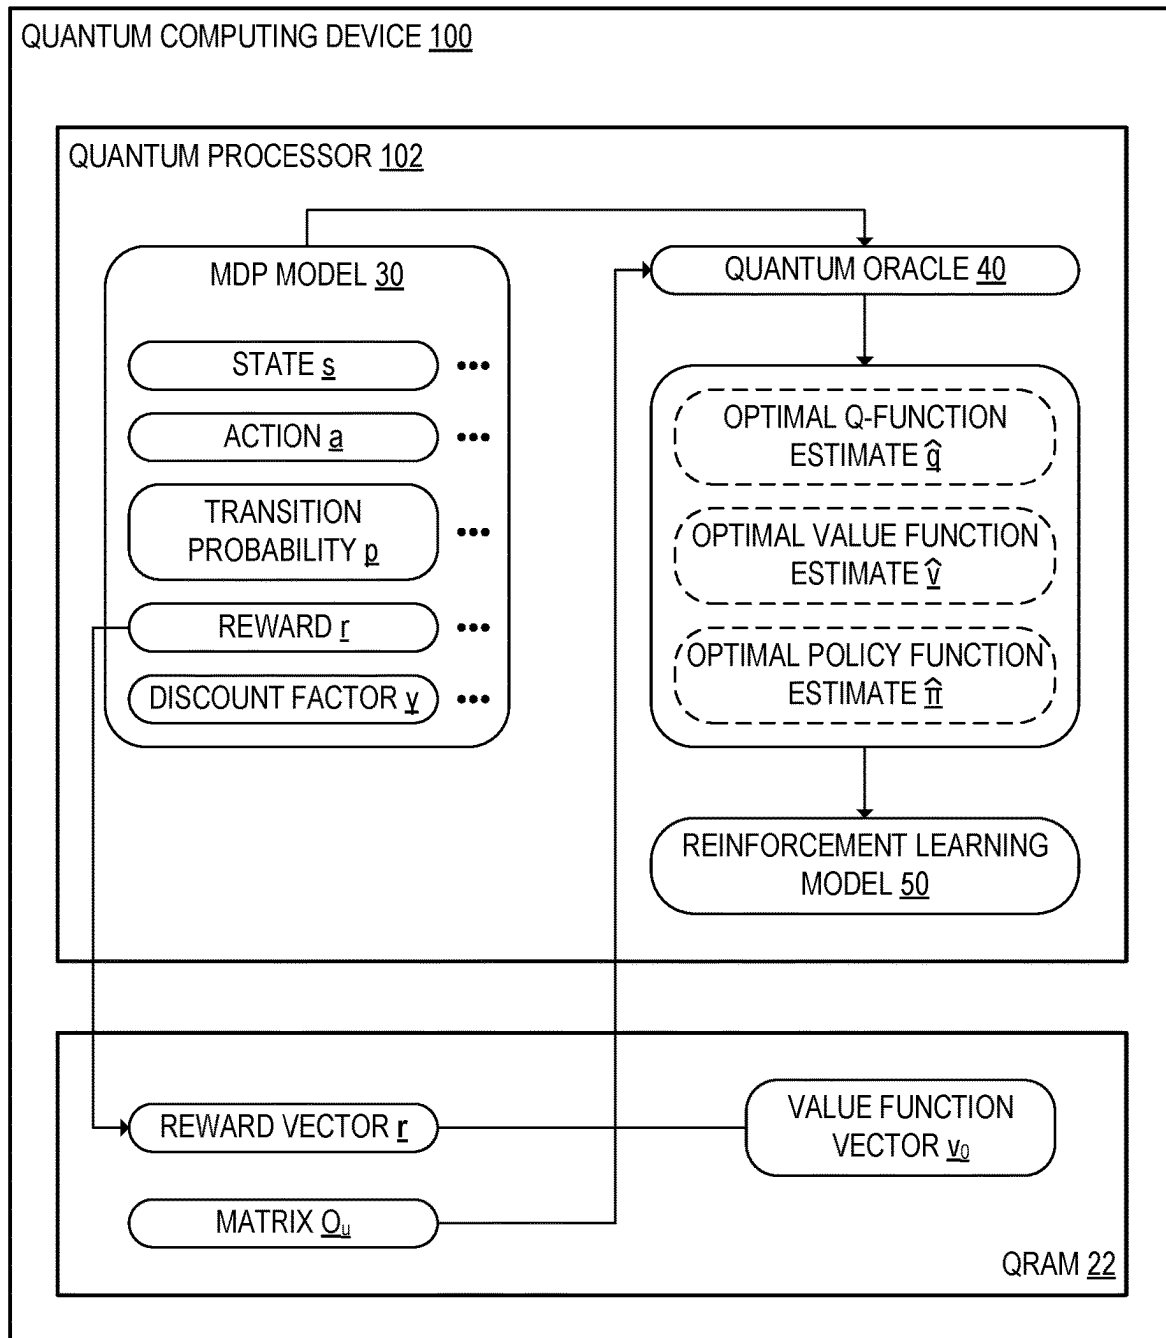 QUANTUM COMPUTING DEVICE 100
QUANTUM PROCESSOR 102
MDP MODEL 30
STATE s •••
ACTION a •••
TRANSITION
PROBABILITY p •••
REWARD r •••
DISCOUNT FACTOR γ •••
QUANTUM ORACLE 40
OPTIMAL Q-FUNCTION
ESTIMATE q̂
OPTIMAL VALUE FUNCTION
ESTIMATE v̂
OPTIMAL POLICY FUNCTION
ESTIMATE π̂
REINFORCEMENT LEARNING
MODEL 50
REWARD VECTOR r
VALUE FUNCTION
VECTOR v₀
MATRIX Oᵤ
QRAM 22